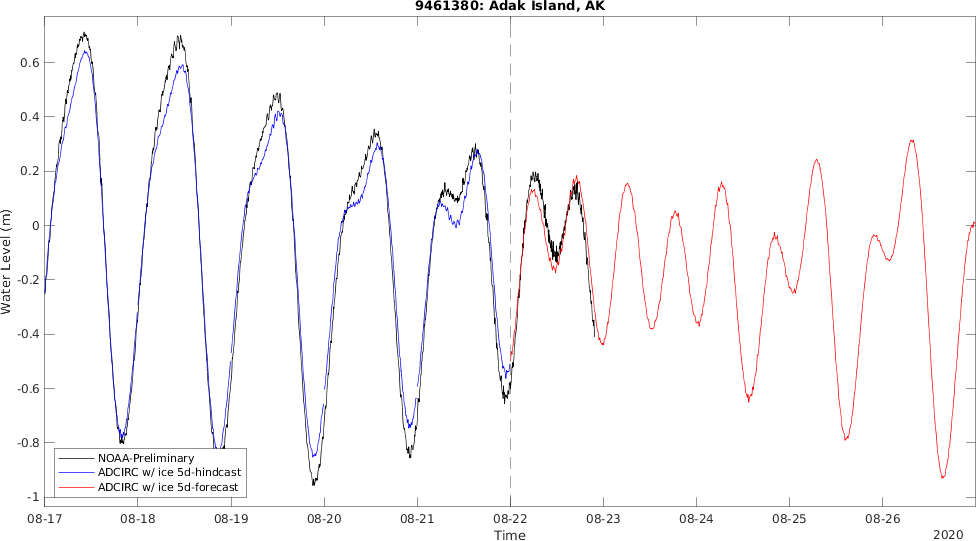 9461380: Adak Island, AK
Water Level (m)
0.6
0.4
0.2
0
-0.2
-0.4
-0.6
-0.8
-1
NOAA-Preliminary
ADCIRC w/ ice 5d-hindcast
ADCIRC w/ ice 5d-forecast
08-17 08-18 08-19 08-20 08-21 08-22 08-23 08-24 08-25 08-26
Time
2020